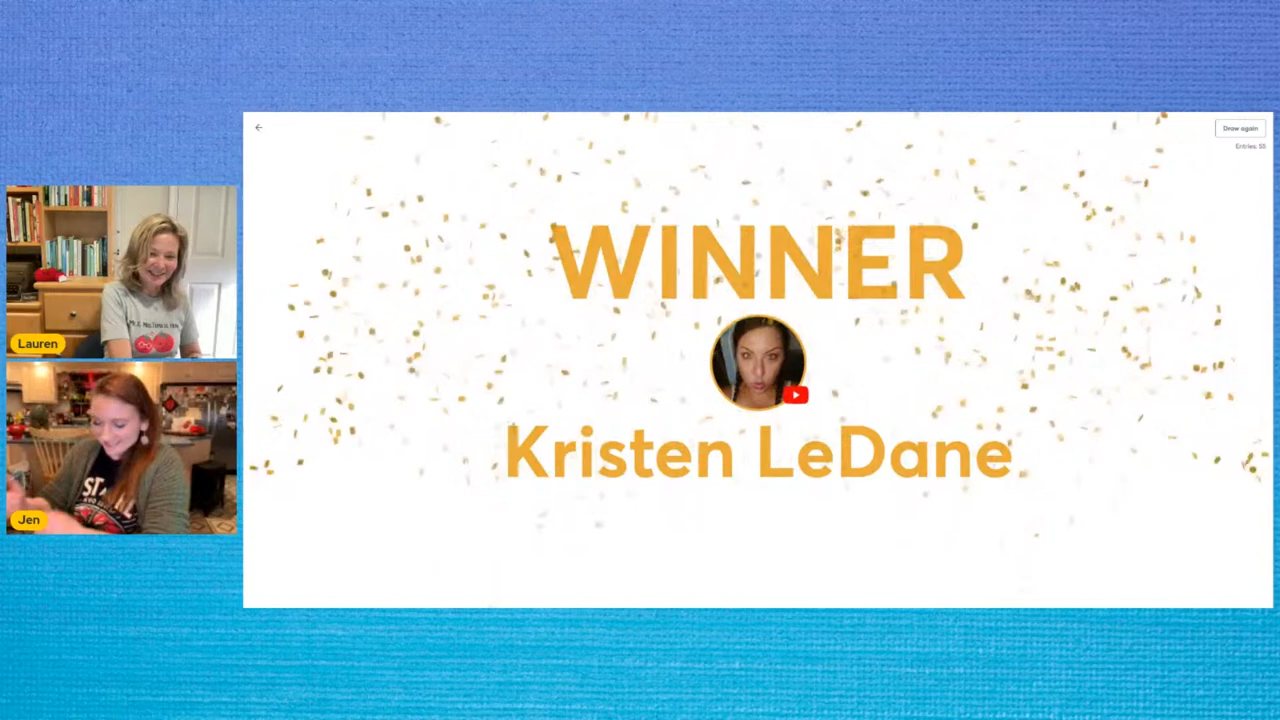 Draw again
Entries: 55
WINNER
Kristen LeDane
Lauren
Jen